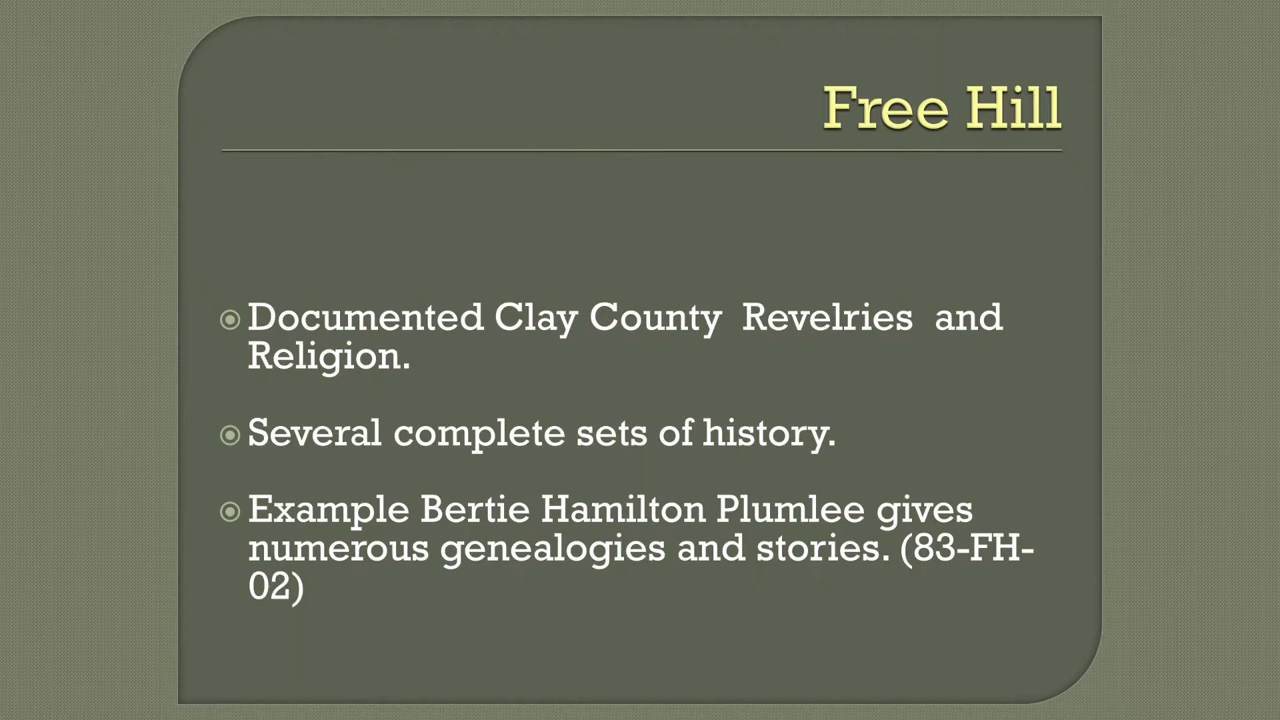 Free Hill
Documented Clay County Revelries and
Religion.
Several complete sets of history.
Example Bertie Hamilton Plumlee gives
numerous genealogies and stories. (83-FH-
02)